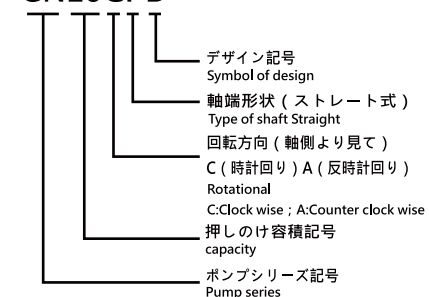 デザイン記号
Symbol of design
軸端形状(ストレート式)
Type of shaft Straight
回転方向(軸側より見て)
C(時計回り)A(反時計回り)
Rotational
C:Clock wise ; A:Counter clock wise
押しのけ容積記号
capacity
ポンプシリーズ記号
Pump series